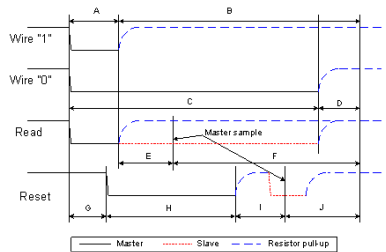 A B
Wire "1"
Wire "0"
C D
Read
Master sample
E F
Reset
G H I J
Master Slave Resistor pull-up